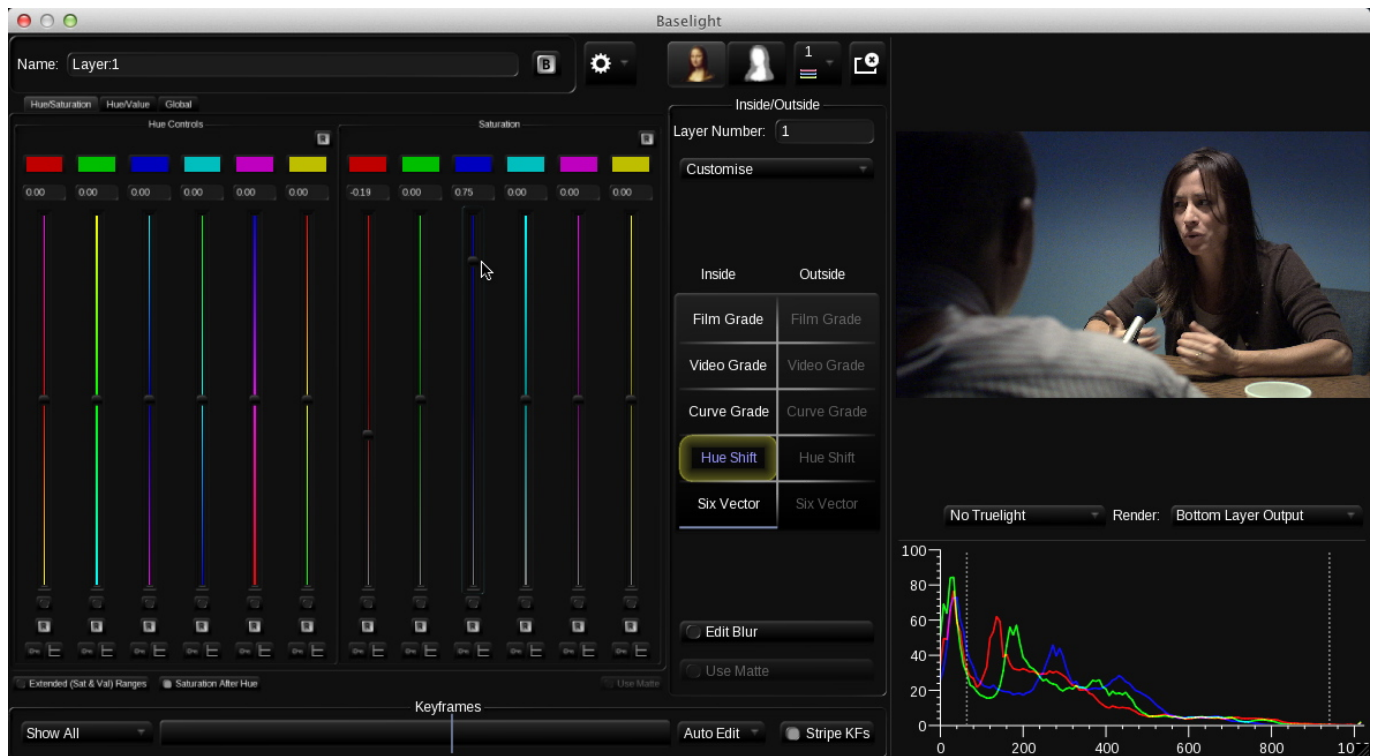 Baselight
Name: Layer:1
B
1
Hue/Saturation Hue/Value Global
Hue Controls
Saturation
0.00 0.00 0.00 0.00 0.00 0.00
-0.19 0.00 0.75 0.00 0.00 0.00
Extended (Sat & Val) Ranges
Saturation After Hue
Use Matte
Inside/Outside
Layer Number: 1
Customise
Inside Outside
Film Grade Film Grade
Video Grade Video Grade
Curve Grade Curve Grade
Hue Shift Hue Shift
Six Vector Six Vector
Edit Blur
Use Matte
No Truelight
Render: Bottom Layer Output
100
80
60
40
20
0
0 200 400 600 800
Keyframes
Show All
Auto Edit
Stripe KFs